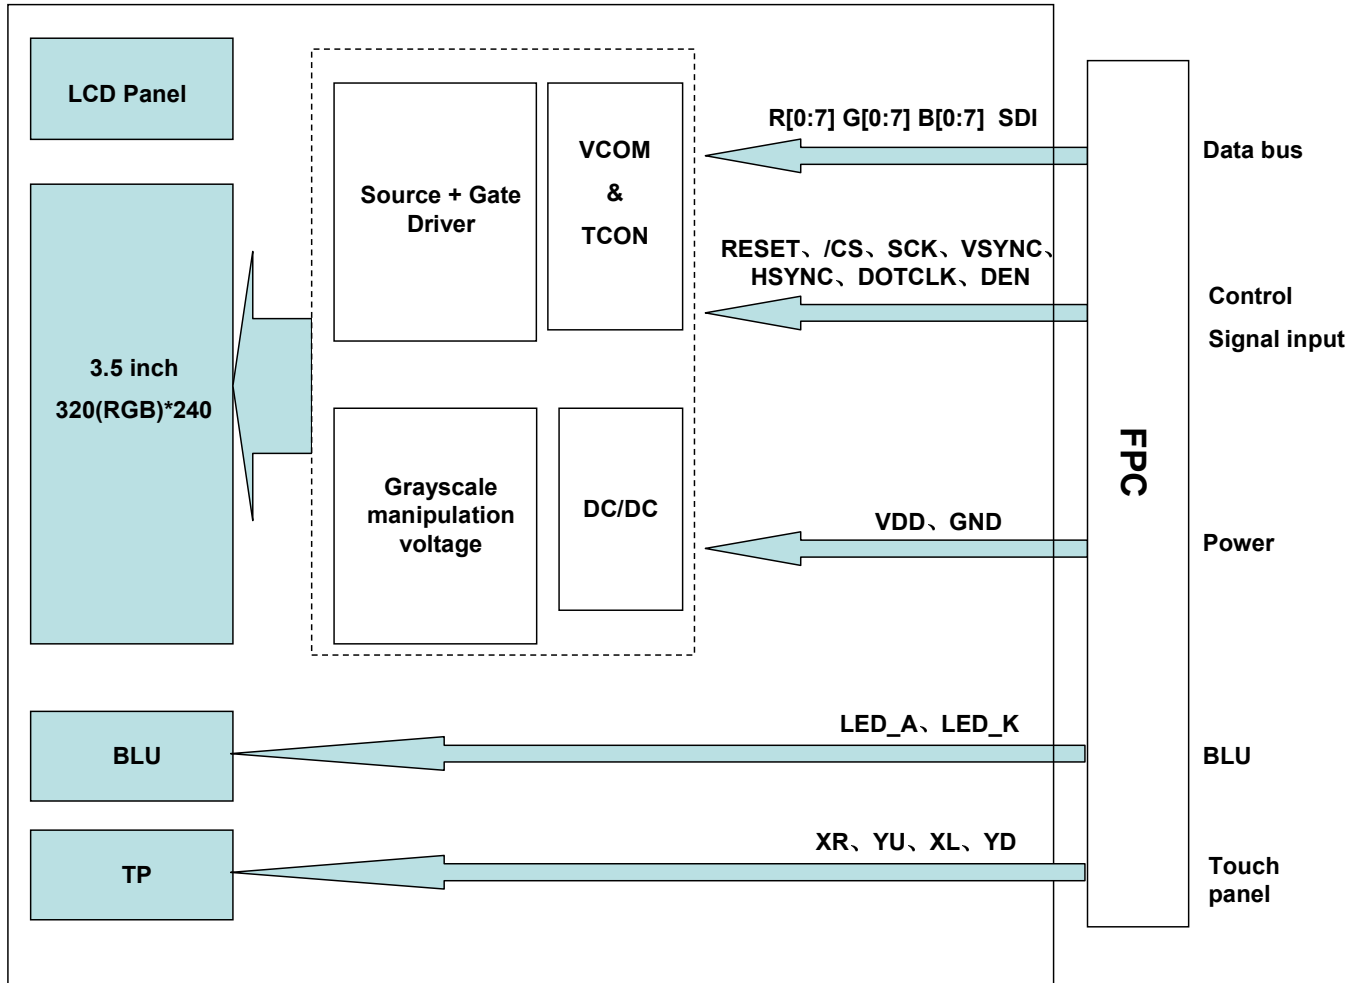 LCD Panel
3.5 inch
320(RGB)*240
Source + Gate
Driver
VCOM
&
TCON
Grayscale
manipulation
voltage
DC/DC
R[0:7] G[0:7] B[0:7]  SDI
RESET、/CS、SCK、VSYNC、
HSYNC、DOTCLK、DEN
VDD、GND
LED_A、LED_K
XR、YU、XL、YD
BLU
TP
FPC
Data bus
Control
Signal input
Power
BLU
Touch
panel